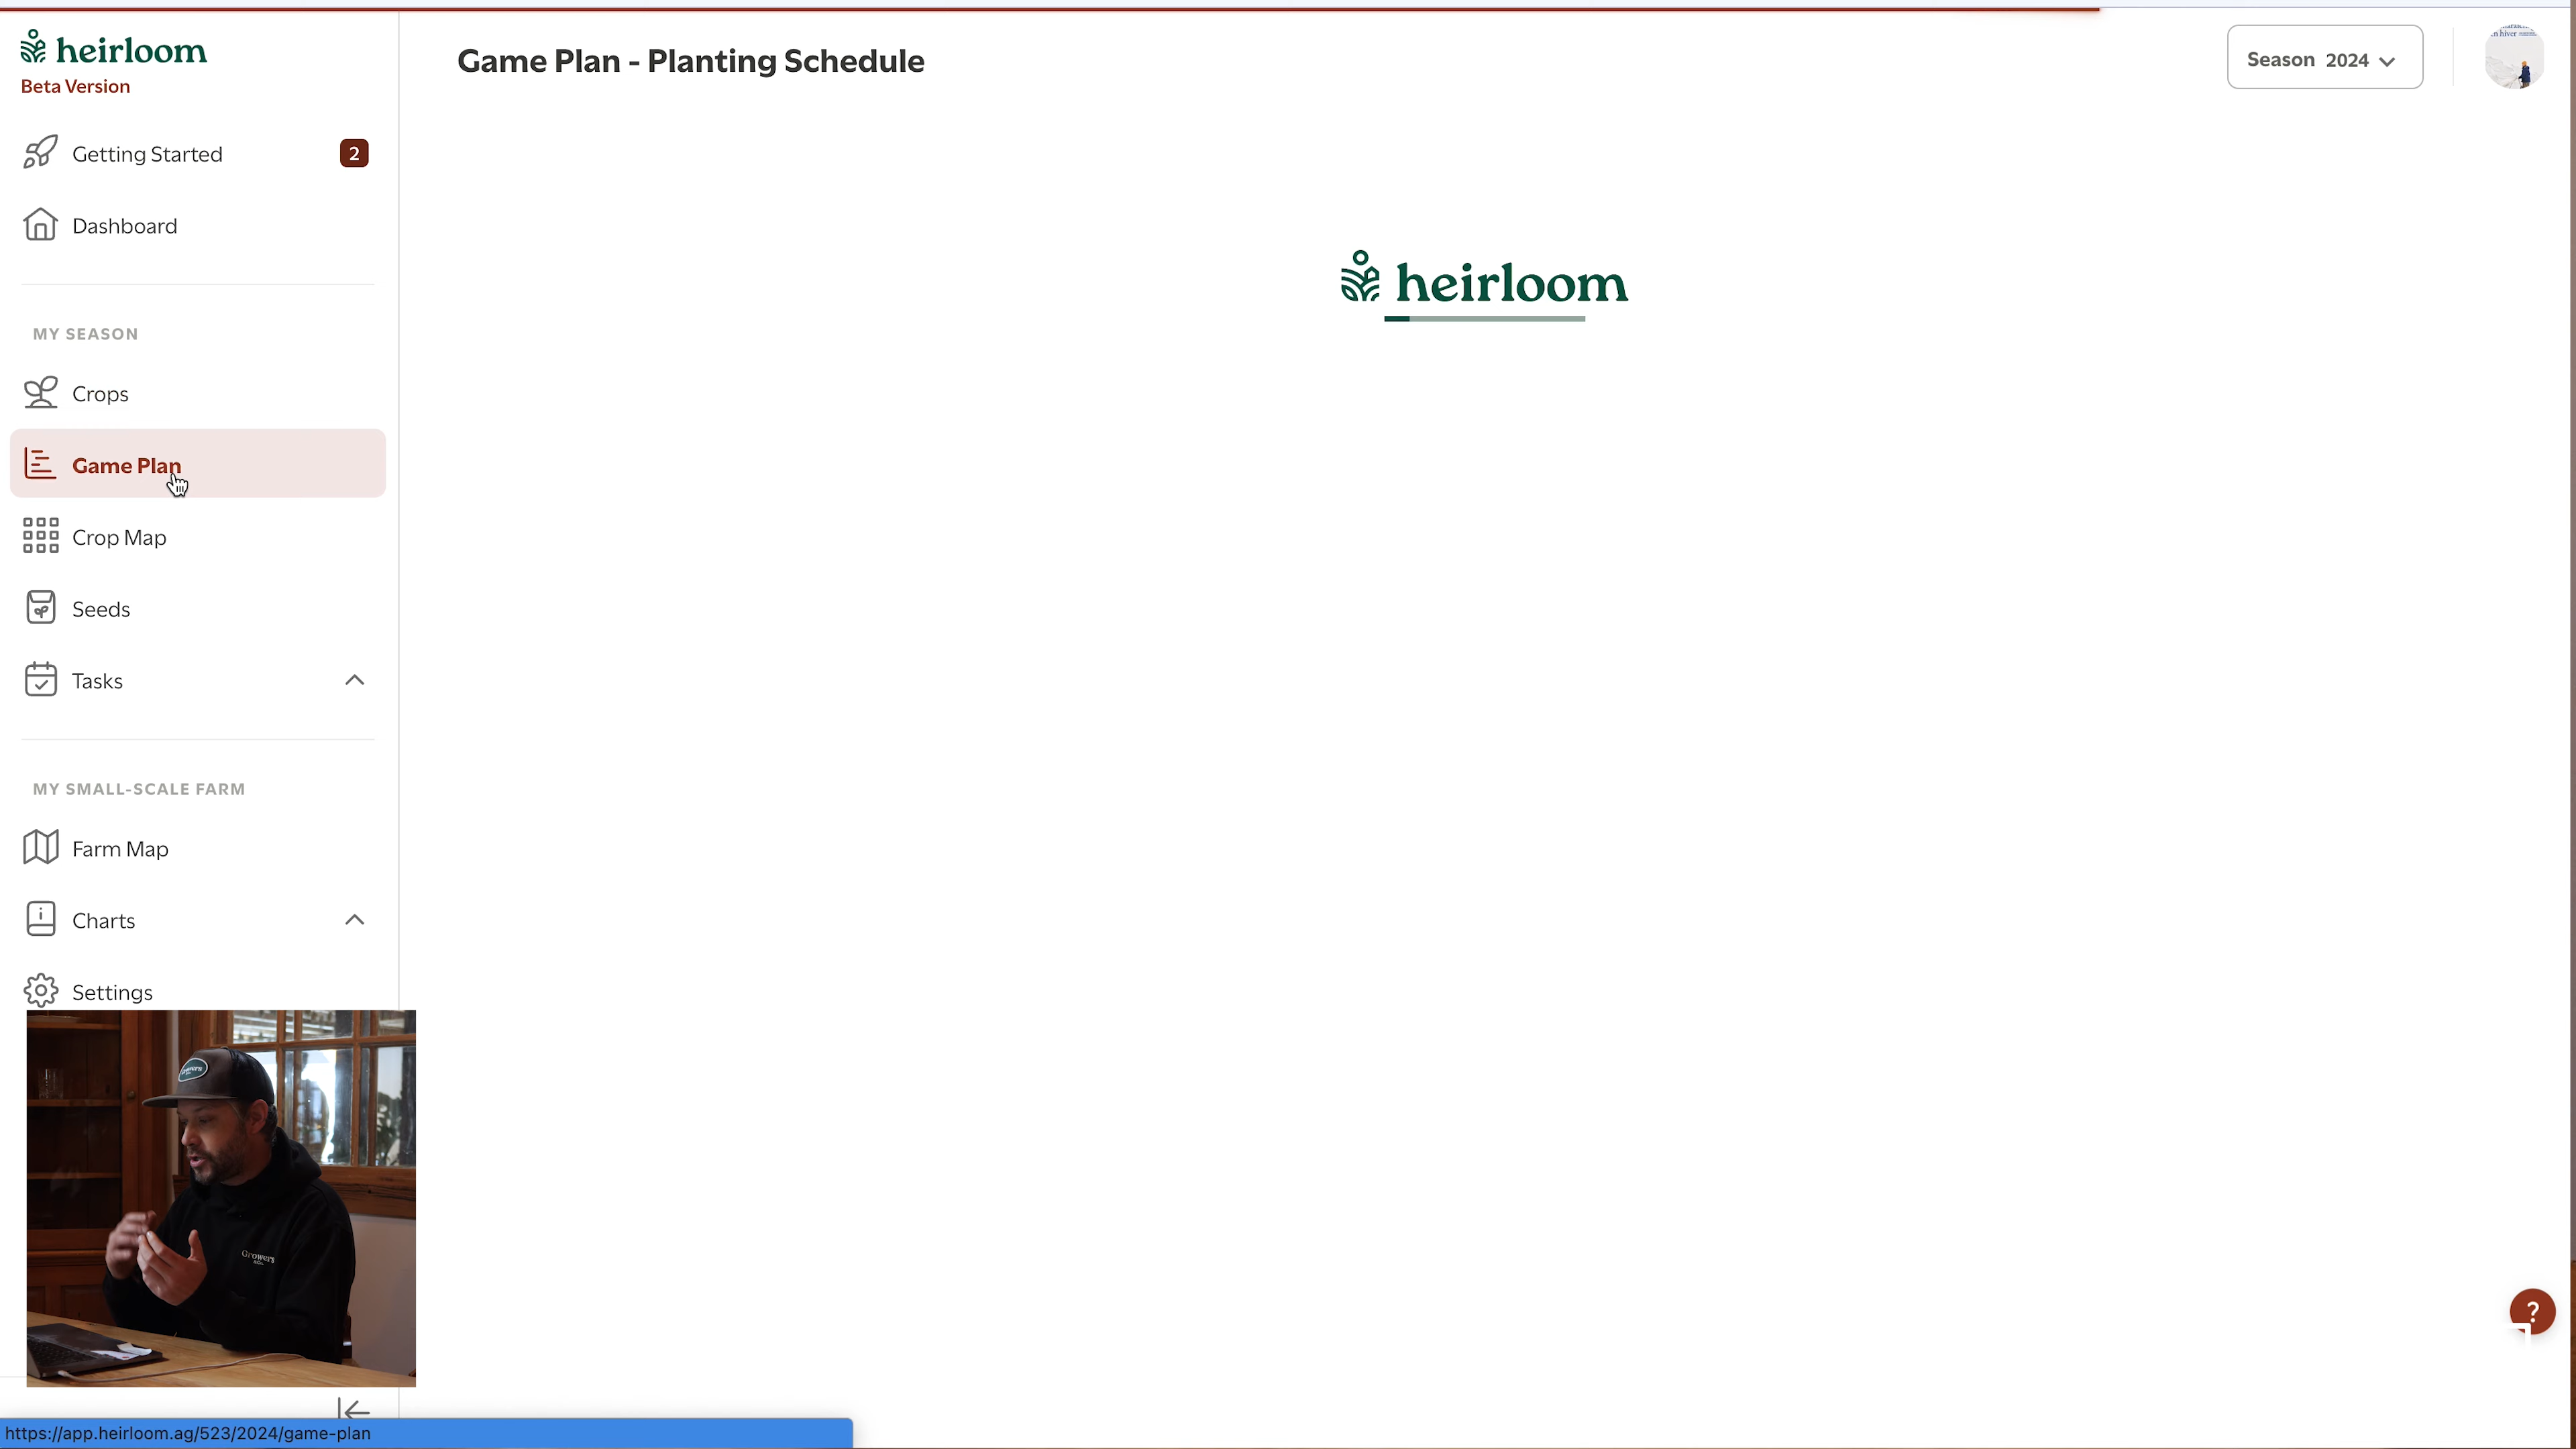 heirloom
Beta Version
Game Plan - Planting Schedule
Season 2024
Getting Started 2
Dashboard
MY SEASON
Crops
Game Plan
Crop Map
Seeds
Tasks
MY SMALL-SCALE FARM
Farm Map
Charts
Settings
heirloom
Growers
?
https://app.heirloom.ag/523/2024/game-plan